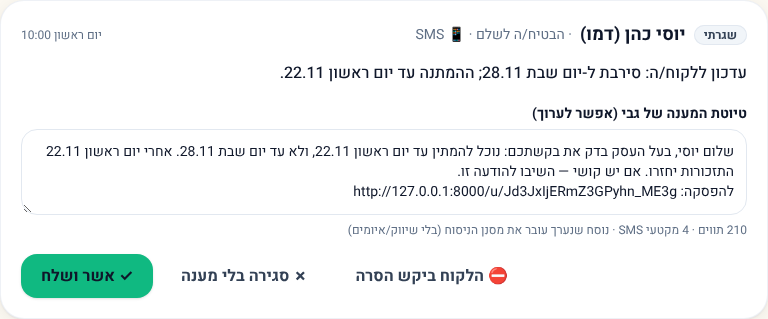 שגרתי יוסי כהן (דמו) · הבטיח/ה לשלם · 📱 SMS יום ראשון 10:00
עדכון ללקוח/ה: סירבת ל-יום שבת 28.11; ההמתנה עד יום ראשון 22.11.
טיוטת המענה של גבי (אפשר לערוך)
שלום יוסי, בעל העסק בדק את בקשתכם: נוכל להמתין עד יום ראשון 22.11, ולא עד יום שבת 28.11. אחרי יום ראשון 22.11
התזכורות יחזרו. אם יש קושי — השיבו להודעה זו.
להפסקה: http://127.0.0.1:8000/u/Jd3JxIjERmZ3GPyhn_ME3g
210 תווים · 4 מקטעי SMS · נוסח שנערך עובר את מסנן הניסוח (בלי שיווק/איומים)
⛔ הלקוח ביקש הסרה × סגירה בלי מענה ✓ אשר ושלח